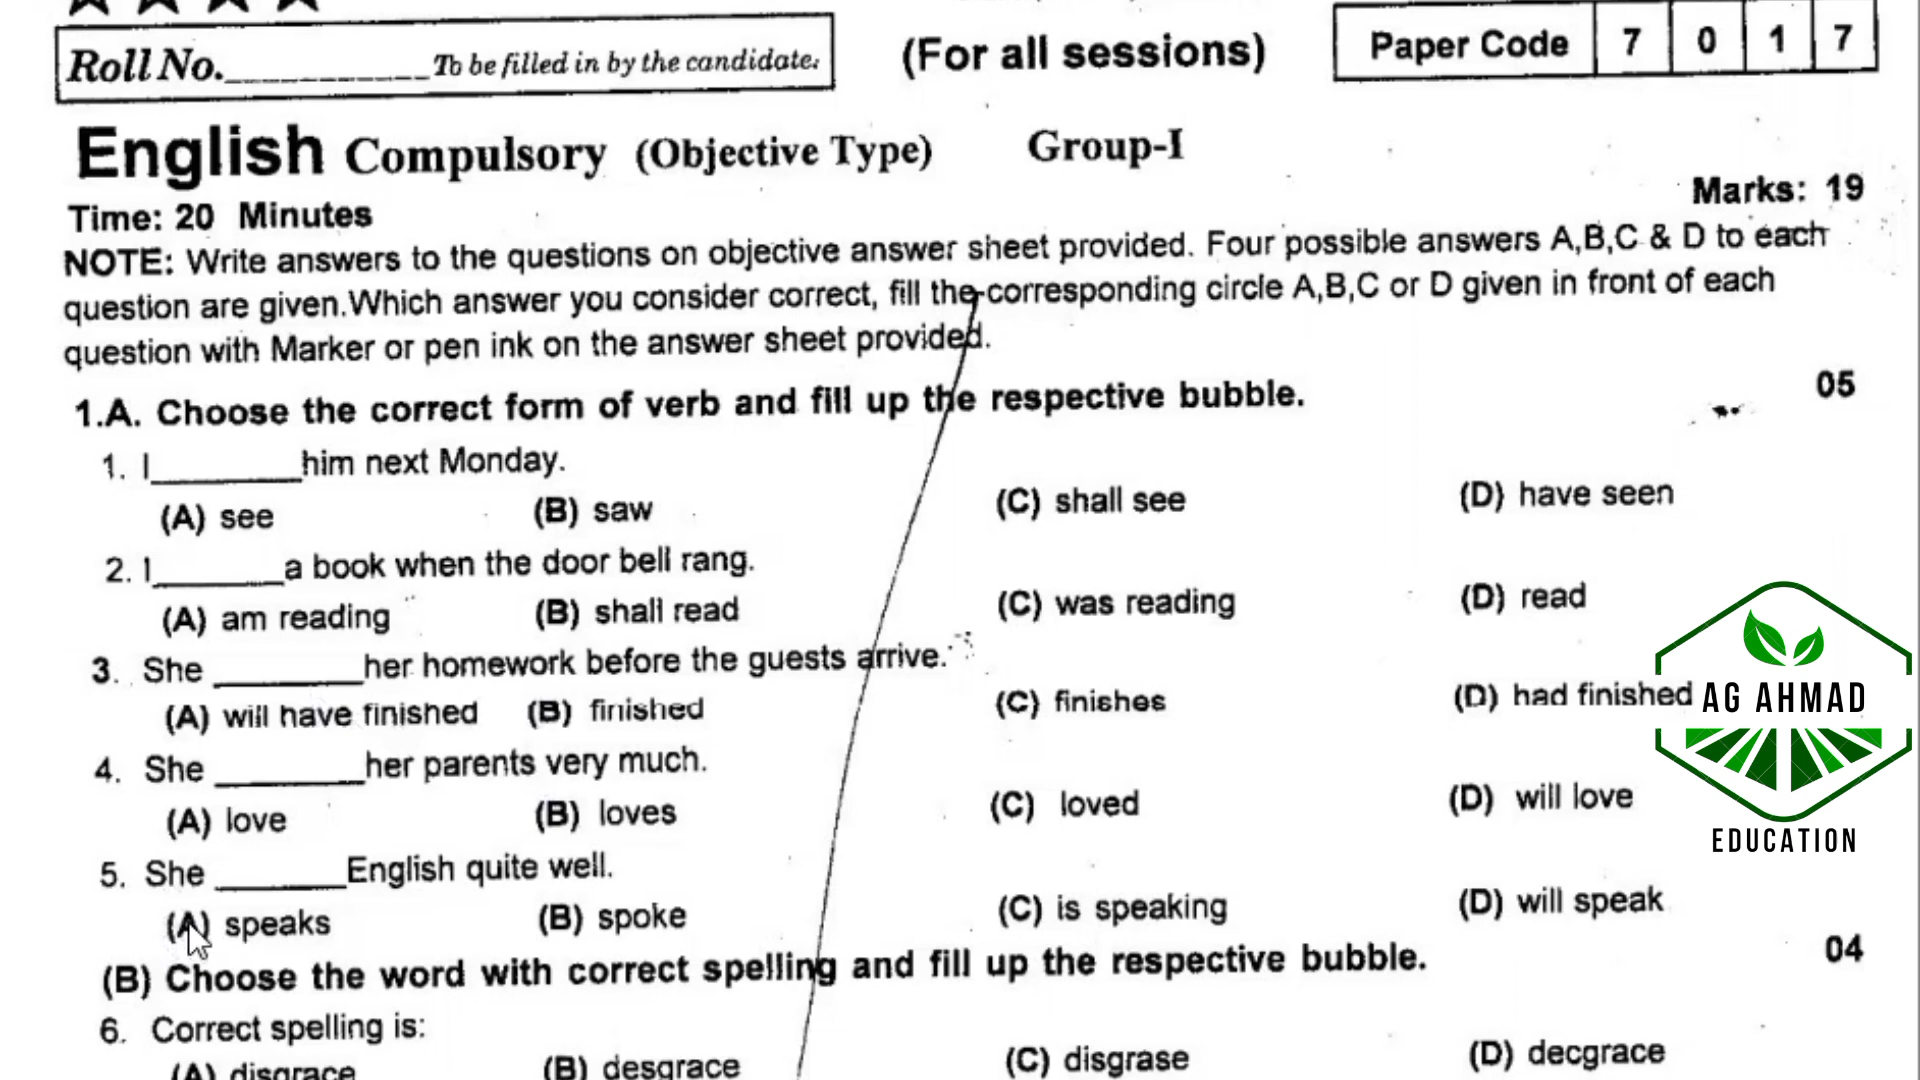 Roll No.____________To be filled in by the candidate.
(For all sessions)
Paper Code 7 0 1 7
English Compulsory (Objective Type) Group-I
Marks: 19
Time: 20 Minutes
NOTE: Write answers to the questions on objective answer sheet provided. Four possible answers A,B,C & D to each
question are given.Which answer you consider correct, fill the corresponding circle A,B,C or D given in front of each
question with Marker or pen ink on the answer sheet provided.
1.A. Choose the correct form of verb and fill up the respective bubble. 05
1. I________him next Monday.
(A) see (B) saw (C) shall see (D) have seen
2. I_______a book when the door bell rang.
(A) am reading (B) shall read (C) was reading (D) read
3. She ________her homework before the guests arrive.
(A) will have finished (B) finished (C) finishes (D) had finished
4. She ________her parents very much.
(A) love (B) loves (C) loved (D) will love
5. She _______English quite well.
(A) speaks (B) spoke (C) is speaking (D) will speak
(B) Choose the word with correct spelling and fill up the respective bubble. 04
6. Correct spelling is:
(A) disgrace (B) desgrace (C) disgrase (D) decgrace
AG AHMAD
EDUCATION